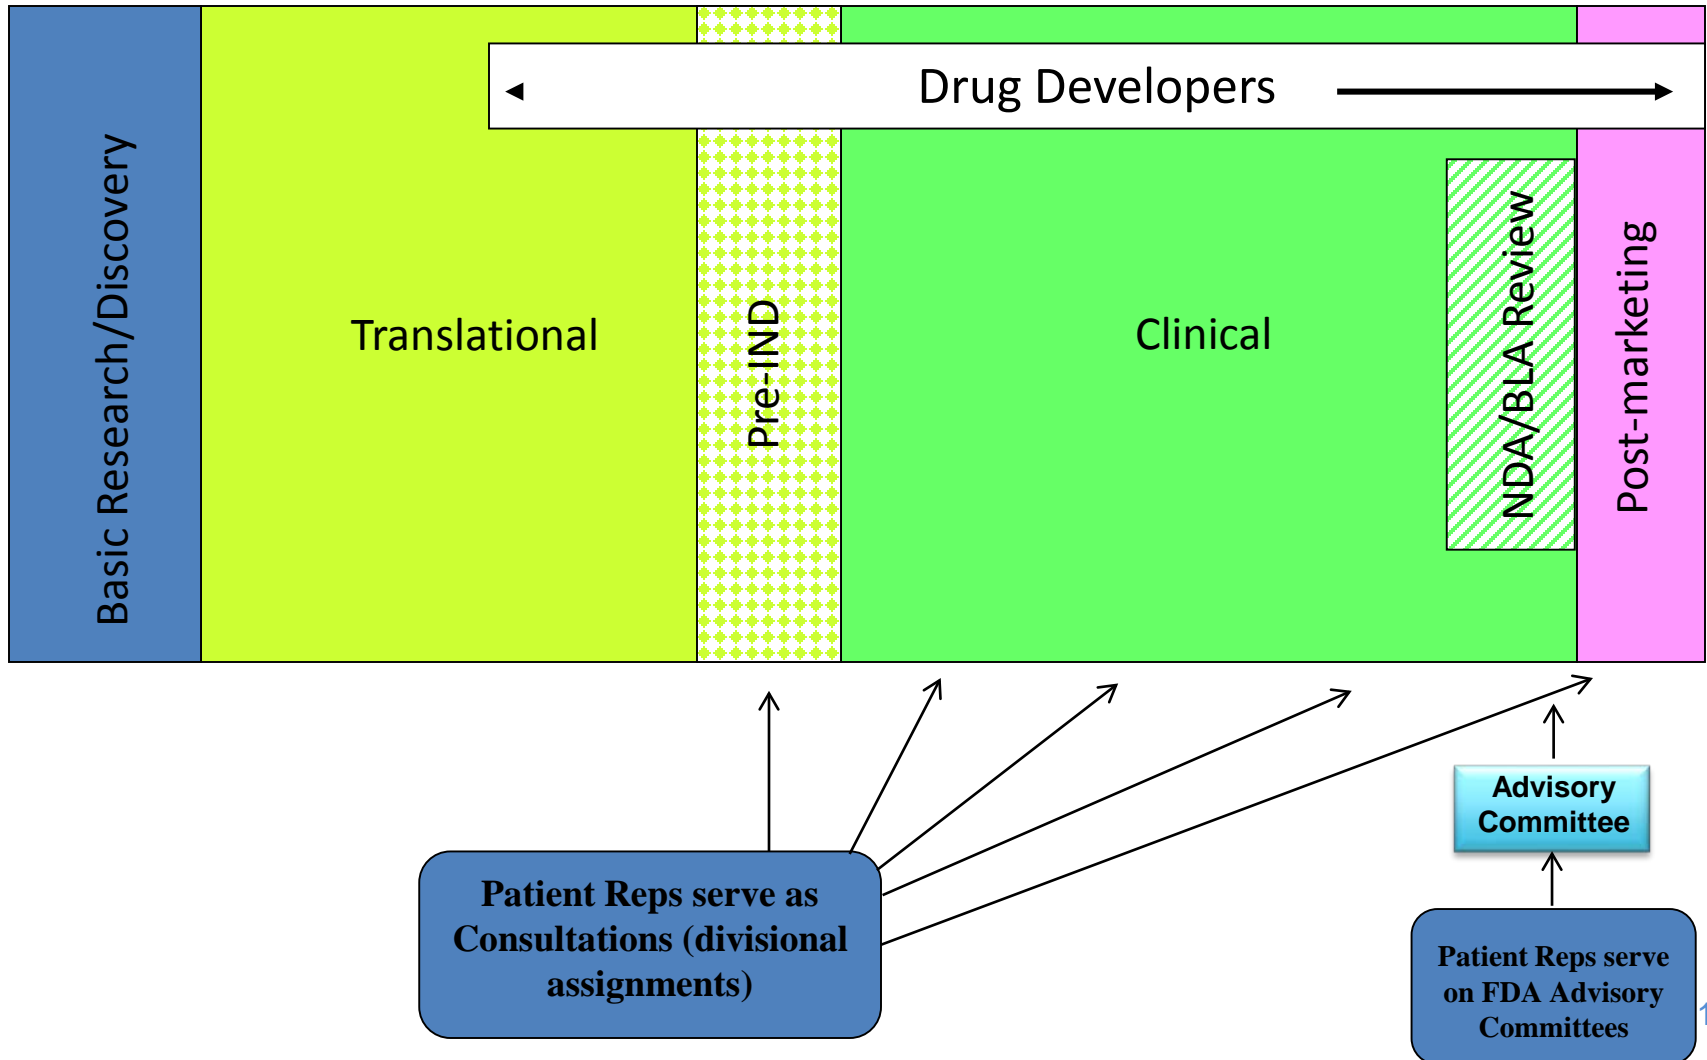 Drug Developers
Basic Research/Discovery
Translational
Pre-IND
Clinical
NDA/BLA Review
Post-marketing
Advisory
Committee
Patient Reps serve as
Consultations (divisional
assignments)
Patient Reps serve
on FDA Advisory
Committees